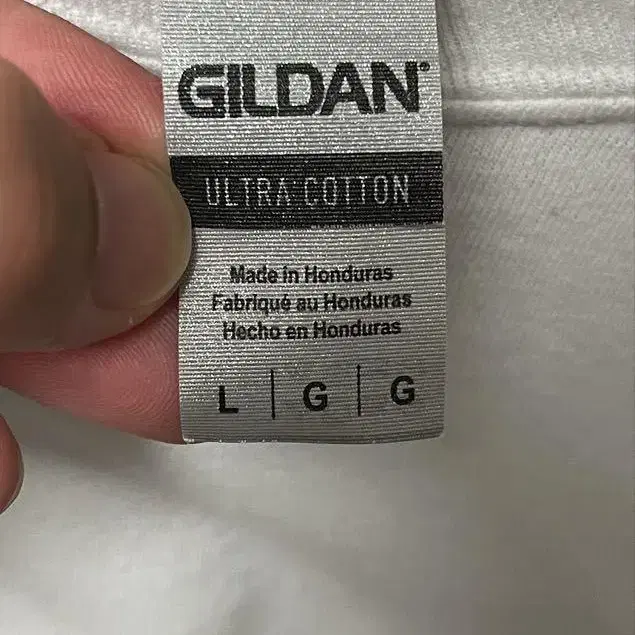 GILDAN®
ULTRA COTTON
Made in Honduras
Fabriqué au Honduras
Hecho en Honduras
L | G | G